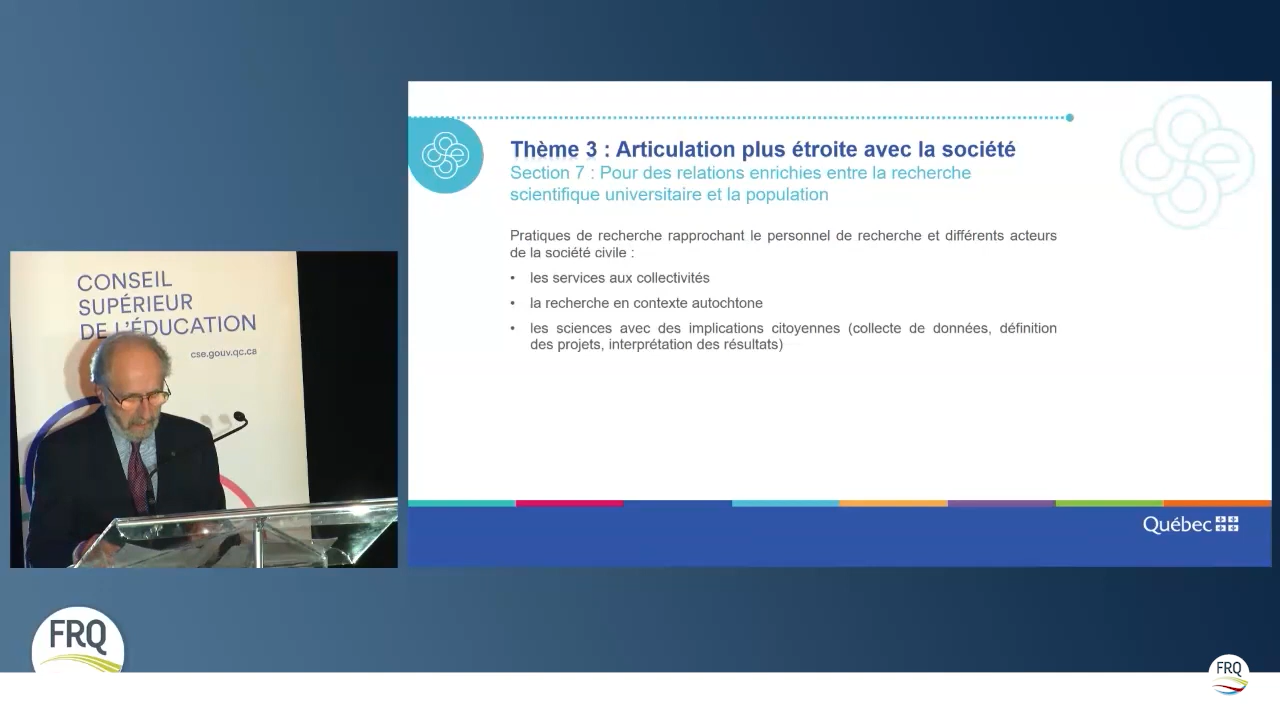 CONSEIL
SUPÉRIEUR
DE L'ÉDUCATION
cse.gouv.qc.ca
Thème 3 : Articulation plus étroite avec la société
Section 7 : Pour des relations enrichies entre la recherche
scientifique universitaire et la population
Pratiques de recherche rapprochant le personnel de recherche et différents acteurs
de la société civile :
• les services aux collectivités
• la recherche en contexte autochtone
• les sciences avec des implications citoyennes (collecte de données, définition
des projets, interprétation des résultats)
Québec
FRQ
FRQ